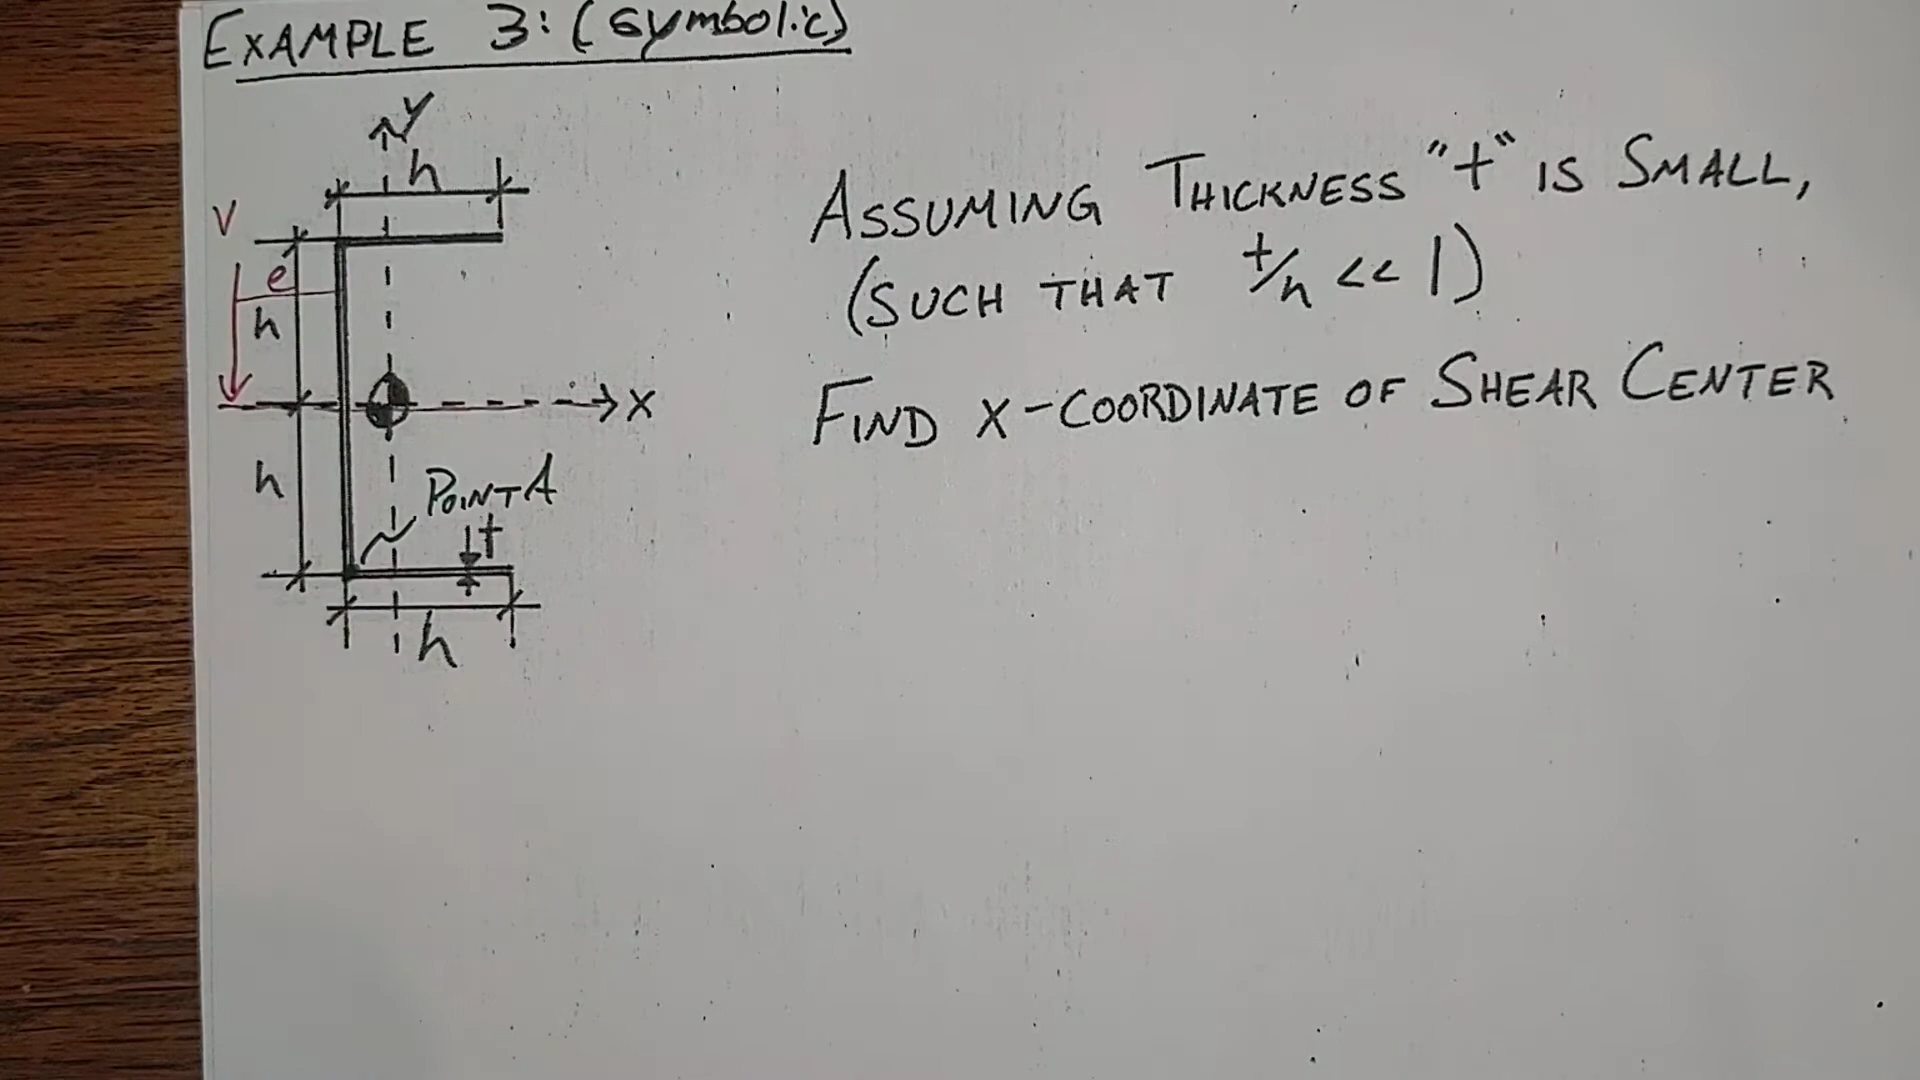 EXAMPLE 3: (Symbolic)
Y
h
V
e
h
x
h
POINT A
t
h
ASSUMING THICKNESS "t" IS SMALL,
(SUCH THAT t/h << 1)
FIND X-COORDINATE OF SHEAR CENTER